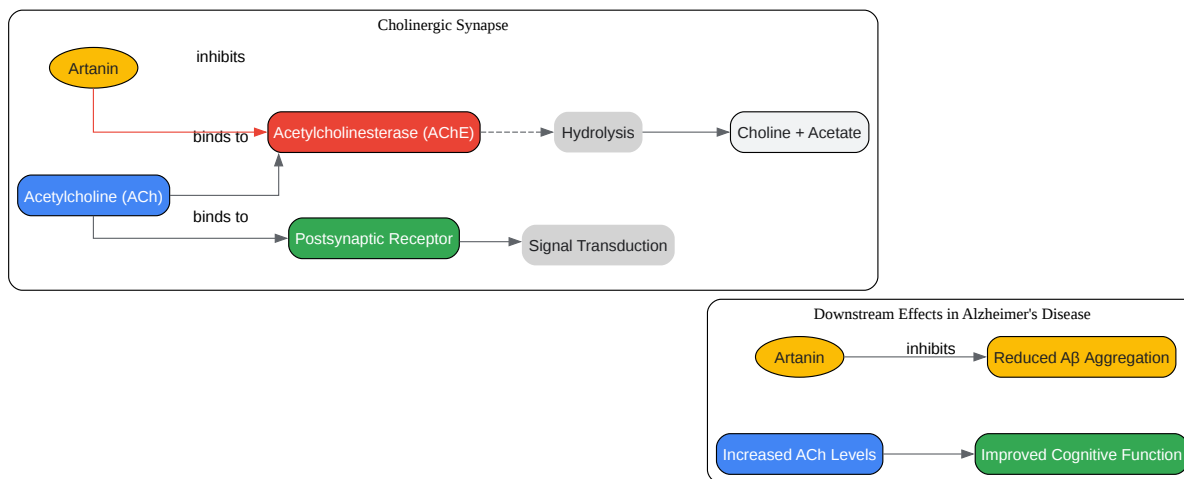 Cholinergic Synapse
inhibits
Artanin
binds to
Acetylcholinesterase (AChE)
Hydrolysis
Choline + Acetate
Acetylcholine (ACh)
binds to
Postsynaptic Receptor
Signal Transduction
Downstream Effects in Alzheimer's Disease
Artanin
inhibits
Reduced Aβ Aggregation
Increased ACh Levels
Improved Cognitive Function